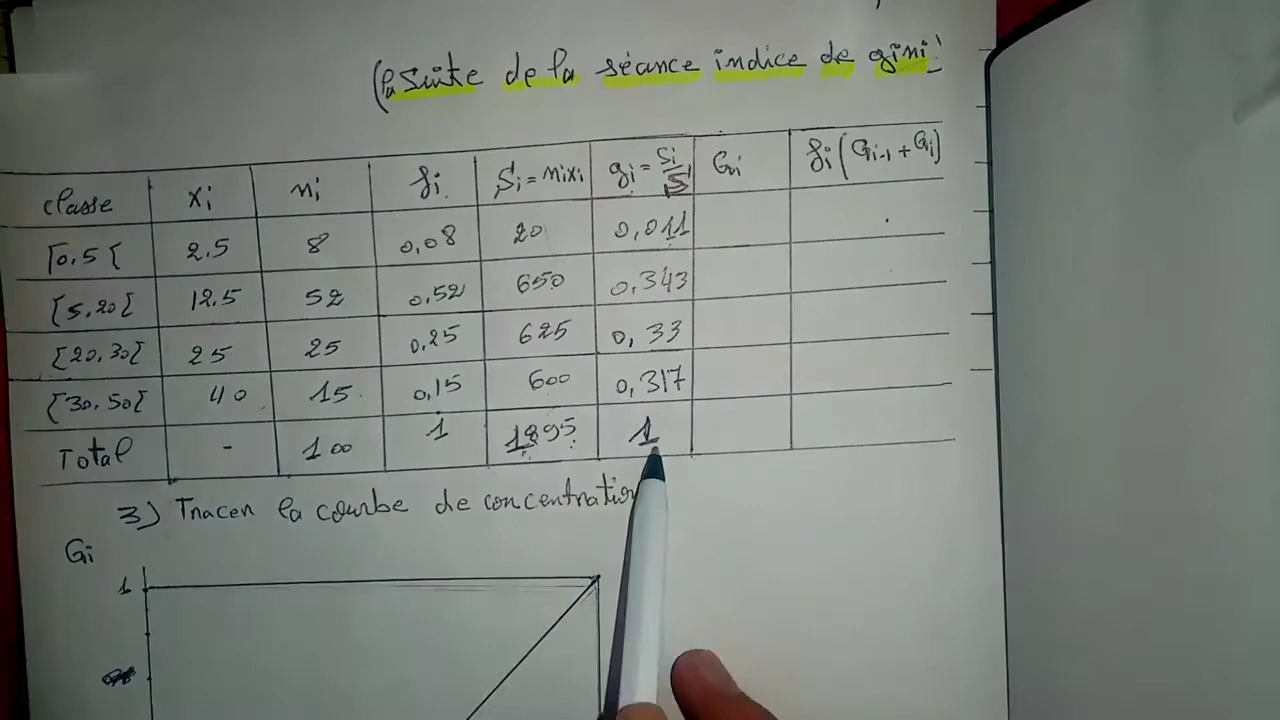 (la suite de la séance indice de gini)
classe xi ni fi Si = nixi gi = Si/S Gi fi(Gi-1 + Gi)
[0,5[ 2.5 8 0,08 20 0,011
[5,20[ 12.5 52 0,52 650 0,343
[20,30[ 25 25 0,25 625 0,33
[30,50[ 40 15 0,15 600 0,317
Total - 100 1 1895 1
3) Tracer la courbe de concentration
Gi
1